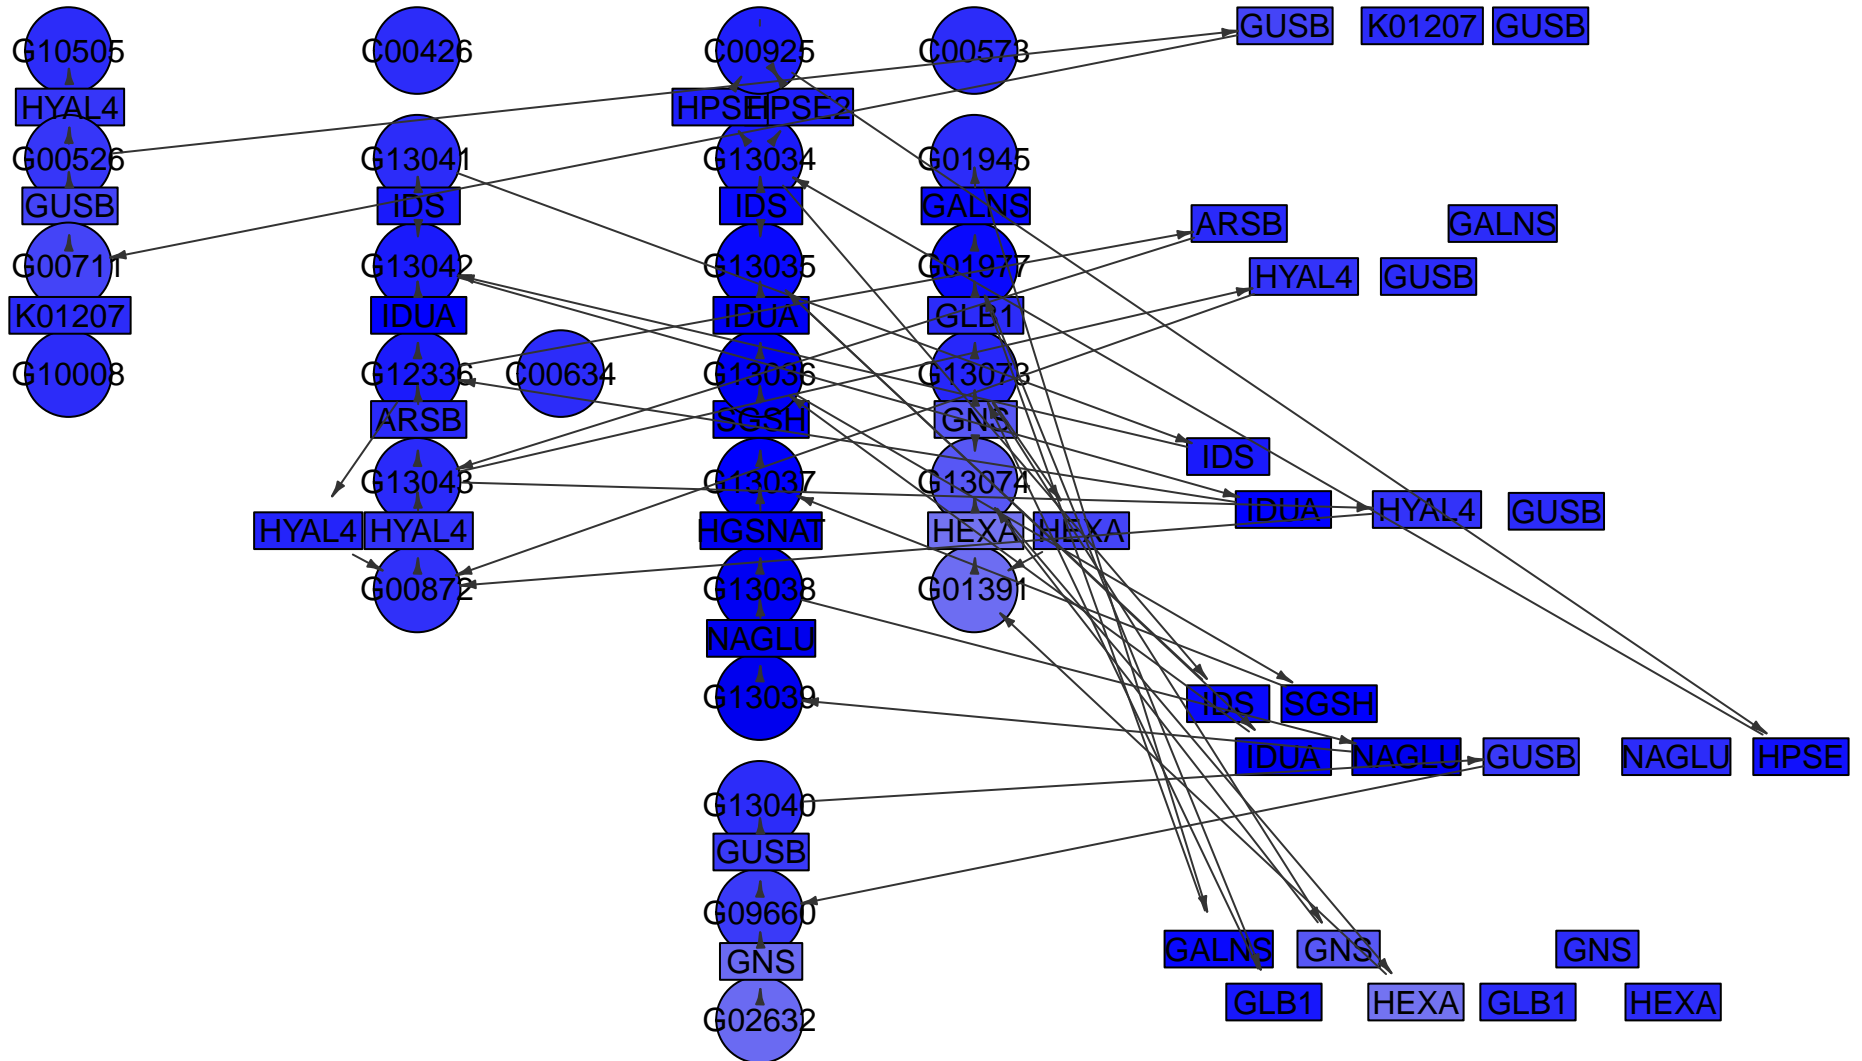 G10505 C00426 C00925 C00573 GUSB K01207 GUSB
HYAL4 HPSE HPSE2
G00526 G13041 G13034 G01945
GUSB IDS IDS GALNS ARSB GALNS
G00711 G13042 G13035 G01977 HYAL4 GUSB
K01207 IDUA IDUA GLB1
G10008 G12336 C00634 G13036 G13073
ARSB SGSH GNS
IDS
G13043 G13037 G13074
IDUA HYAL4 GUSB
HYAL4 HYAL4 HGSNAT HEXA HEXA
G00872 G13038 G01391
NAGLU
G13039 IDS SGSH
IDUA NAGLU GUSB NAGLU HPSE
G13040
GUSB
G09660
GALNS GNS GNS
GNS
GLB1 HEXA GLB1 HEXA
G02632